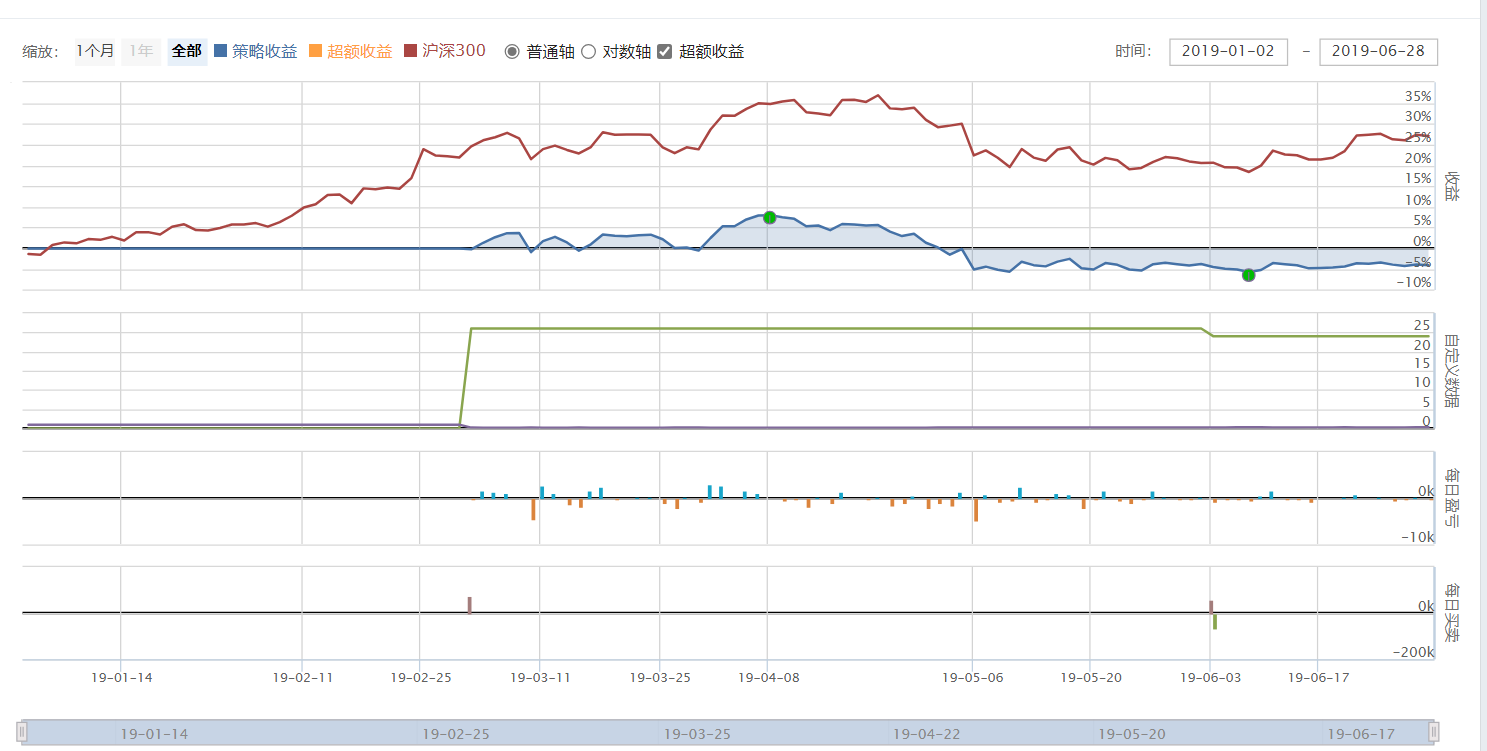 缩放: 1个月 1年 全部 策略收益 超额收益 沪深300 普通轴 对数轴 超额收益 时间: 2019-01-02 - 2019-06-28
35%
30%
25%
20%
15%
10%
5%
0%
-5%
-10%
收益
25
20
15
10
5
0
自定义数据
0k
-10k
每日盈亏
0k
-200k
每日买卖
19-01-14 19-02-11 19-02-25 19-03-11 19-03-25 19-04-08 19-05-06 19-05-20 19-06-03 19-06-17
19-01-14 19-02-25 19-03-25 19-04-22 19-05-20 19-06-17